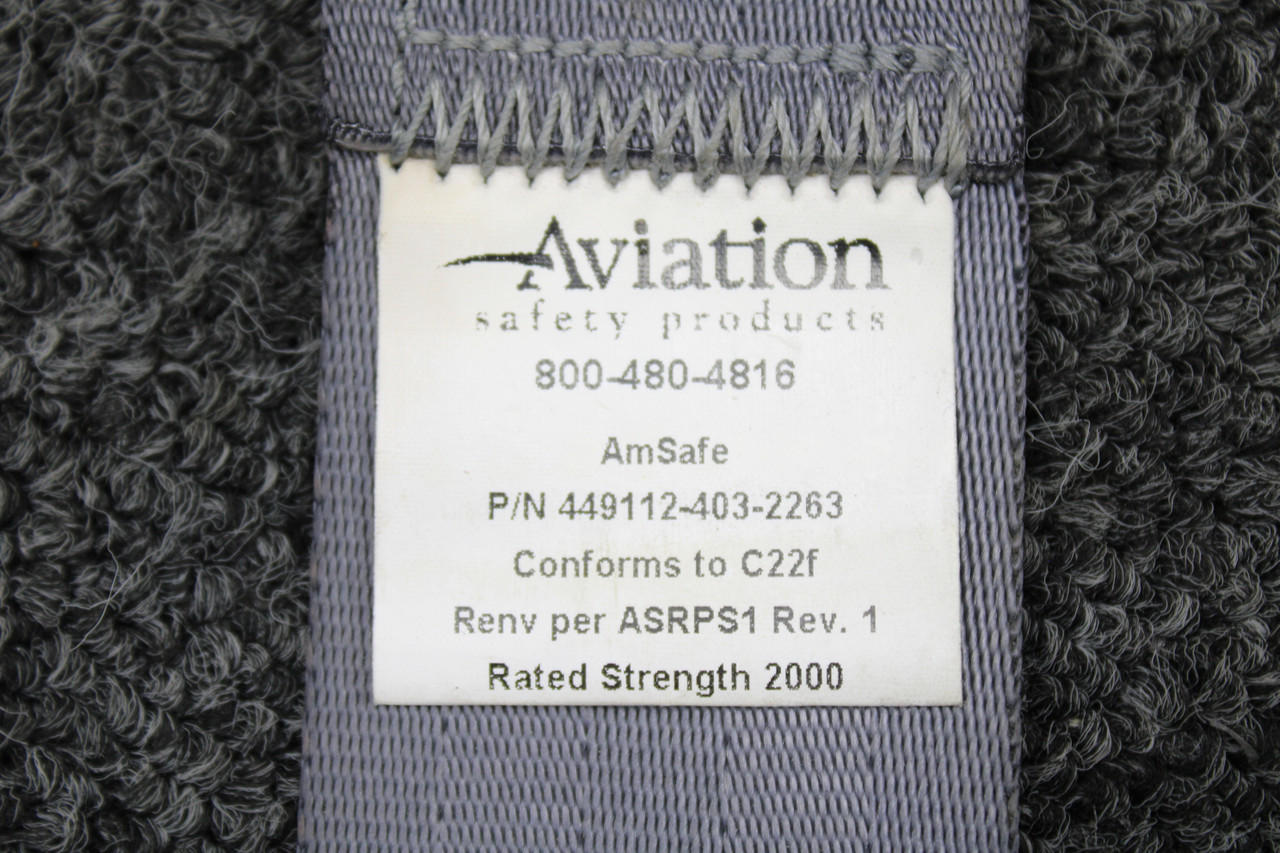 Aviation
safety products
800-480-4816
AmSafe
P/N 449112-403-2263
Conforms to C22f
Renv per ASRPS1 Rev. 1
Rated Strength 2000